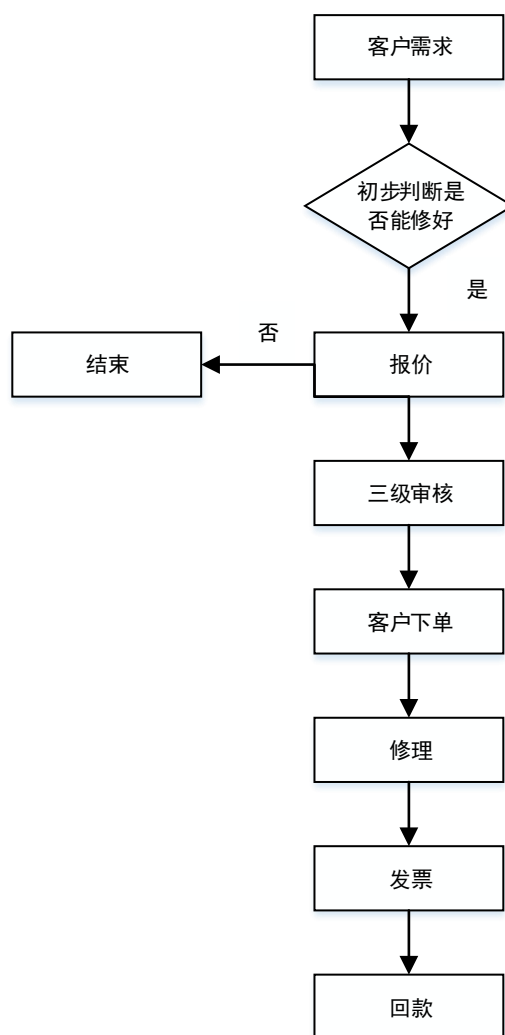 客户需求
初步判断是
否能修好
是
否
结束
报价
三级审核
客户下单
修理
发票
回款